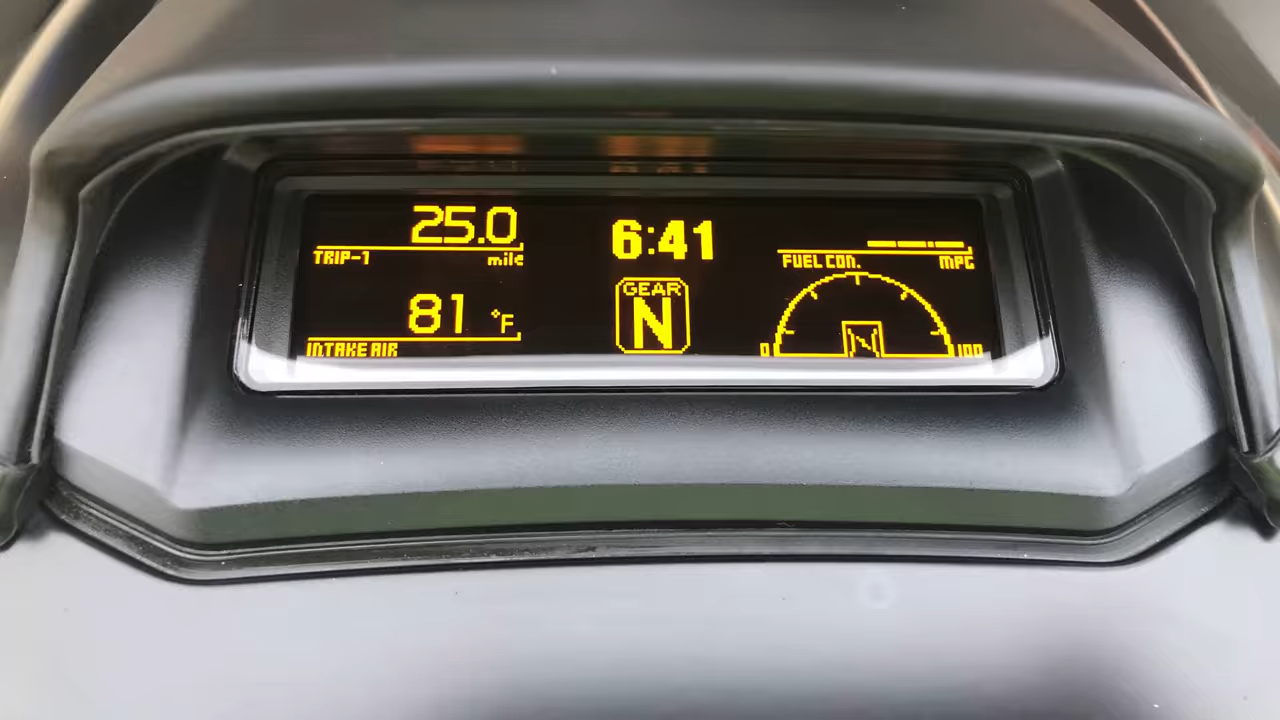 25.0
TRIP-1 mile
81 °F
INTAKE AIR
6:41
GEAR
N
FUEL CON. MPG
N
0 100